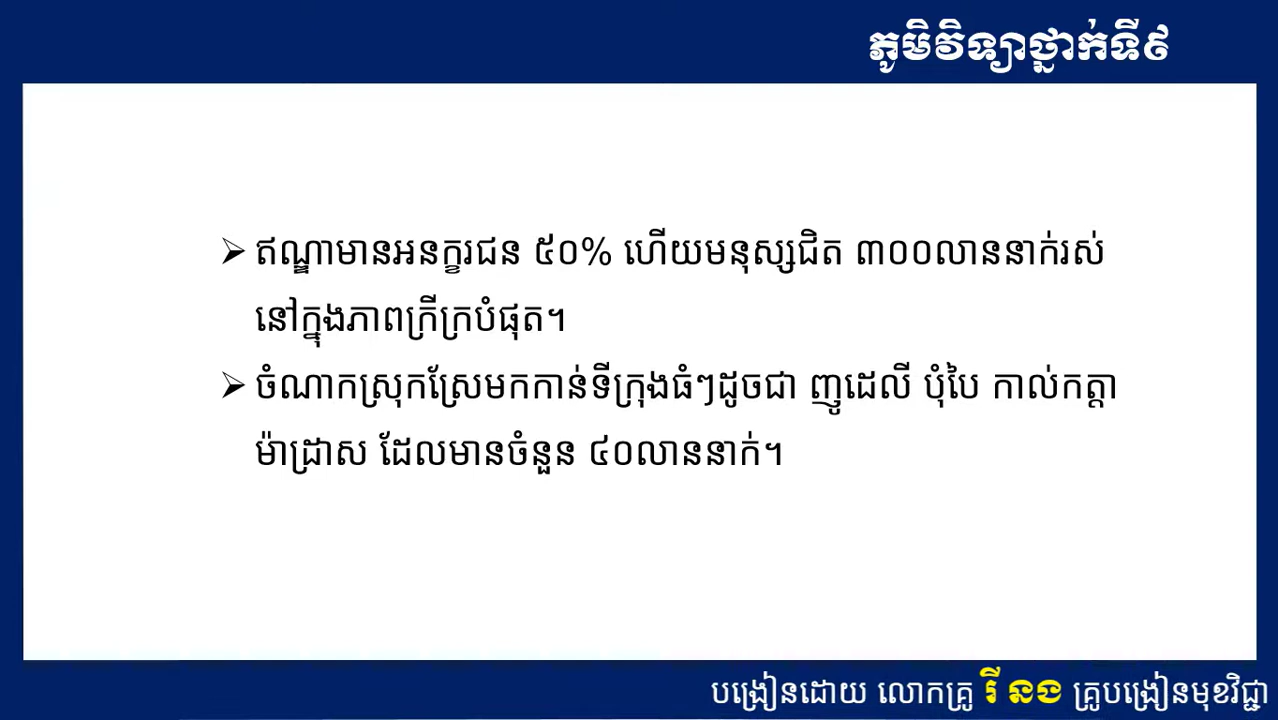 ភូមិវិទ្យាថ្នាក់ទី៩
➢ ឥណ្ឌាមានអនក្ខរជន ៥០% ហើយមនុស្សជិត ៣០០លាននាក់រស់
នៅក្នុងភាពក្រីក្របំផុត។
➢ ចំណាកស្រុកស្រែមកកាន់ទីក្រុងធំៗដូចជា ញូដេលី បុំបៃ កាល់កត្តា
ម៉ាដ្រាស ដែលមានចំនួន ៤០លាននាក់។
បង្រៀនដោយ លោកគ្រូ រី នង គ្រូបង្រៀនមុខវិជ្ជា